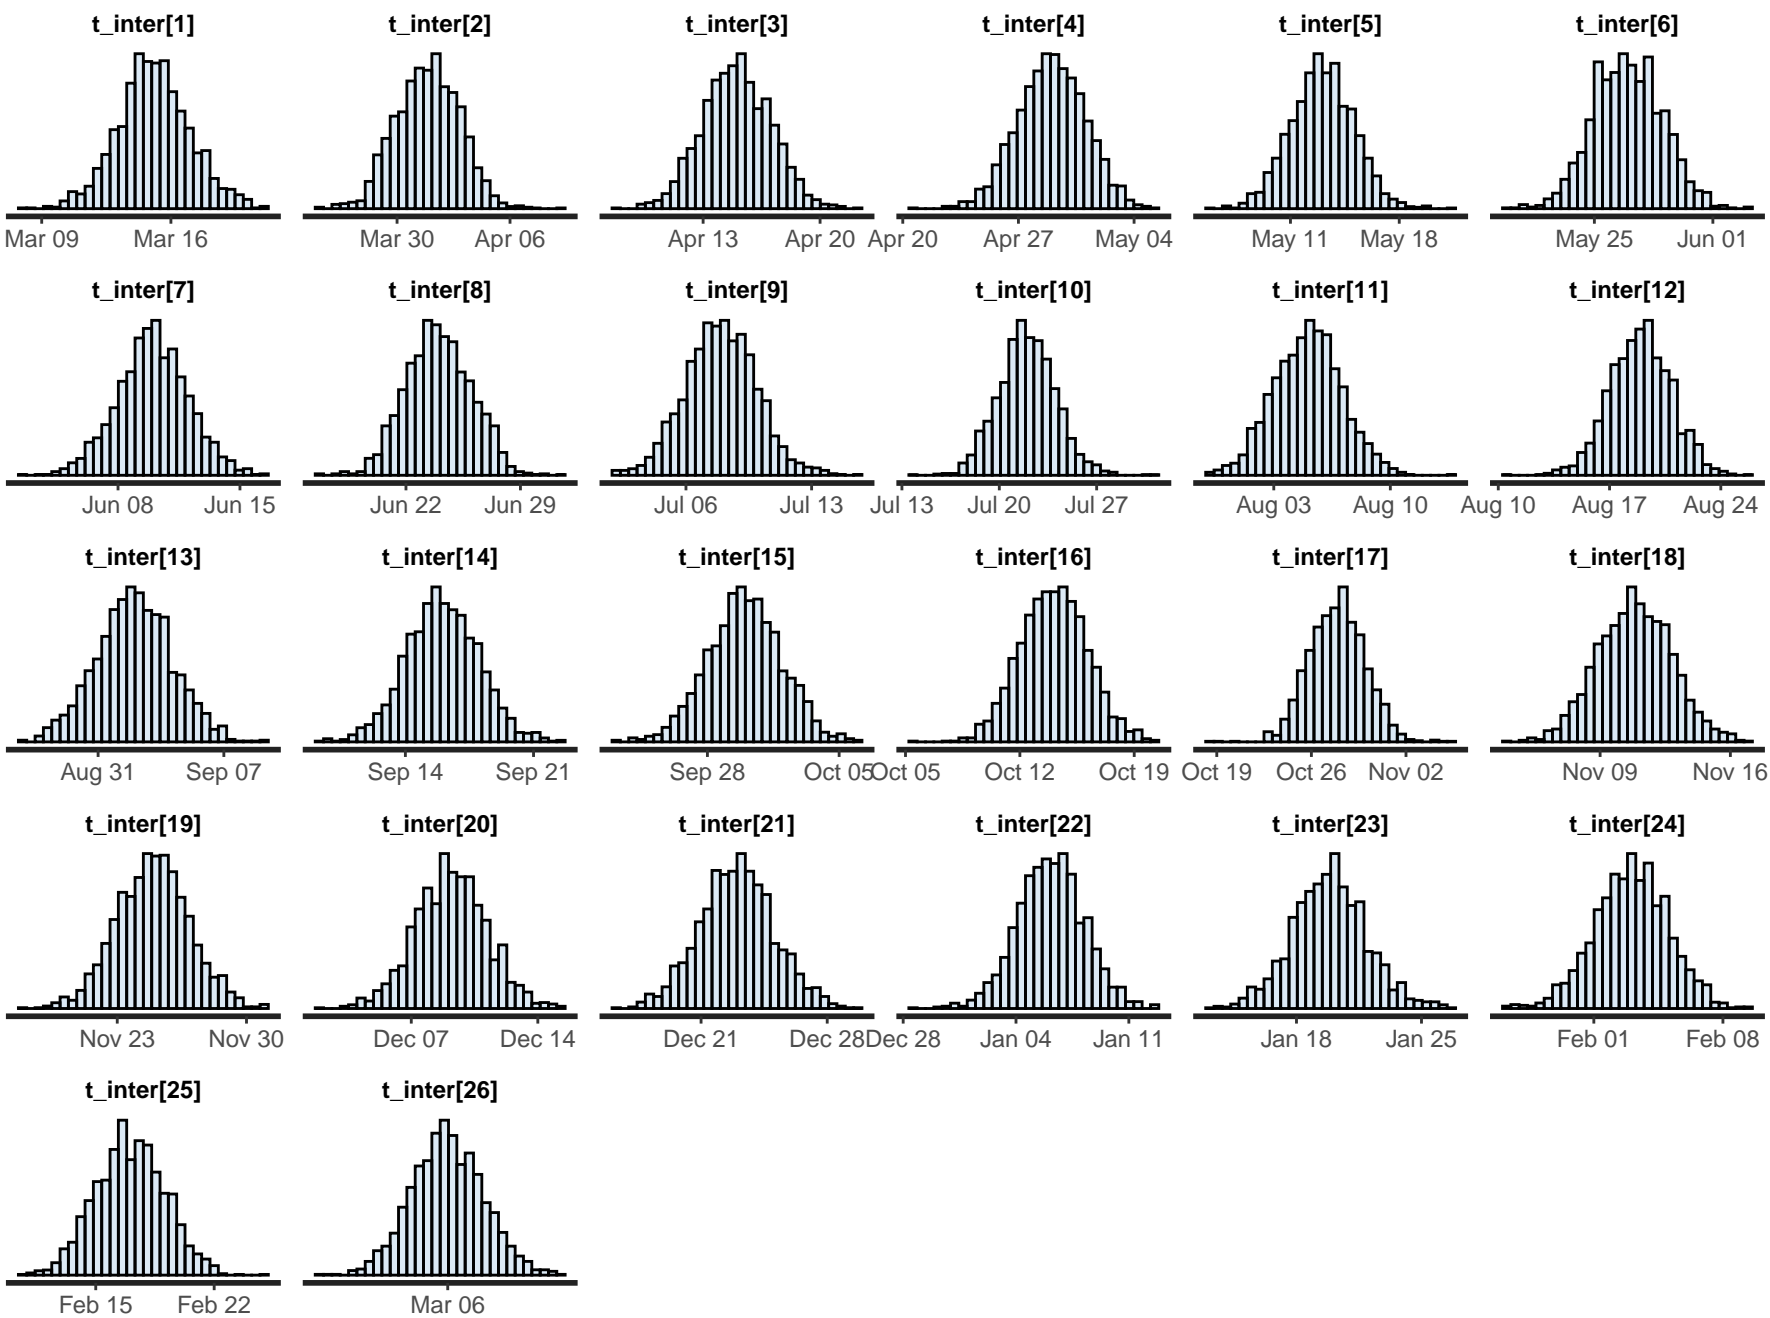 t_inter[1] t_inter[2] t_inter[3] t_inter[4] t_inter[5] t_inter[6]
Mar 09 Mar 16 Mar 30 Apr 06 Apr 13 Apr 20 Apr 20 Apr 27 May 04 May 11 May 18 May 25 Jun 01
t_inter[7] t_inter[8] t_inter[9] t_inter[10] t_inter[11] t_inter[12]
Jun 08 Jun 15 Jun 22 Jun 29 Jul 06 Jul 13 Jul 13 Jul 20 Jul 27 Aug 03 Aug 10 Aug 10 Aug 17 Aug 24
t_inter[13] t_inter[14] t_inter[15] t_inter[16] t_inter[17] t_inter[18]
Aug 31 Sep 07 Sep 14 Sep 21 Sep 28 Oct 05 Oct 05 Oct 12 Oct 19 Oct 19 Oct 26 Nov 02 Nov 09 Nov 16
t_inter[19] t_inter[20] t_inter[21] t_inter[22] t_inter[23] t_inter[24]
Nov 23 Nov 30 Dec 07 Dec 14 Dec 21 Dec 28 Dec 28 Jan 04 Jan 11 Jan 18 Jan 25 Feb 01 Feb 08
t_inter[25] t_inter[26]
Feb 15 Feb 22 Mar 06